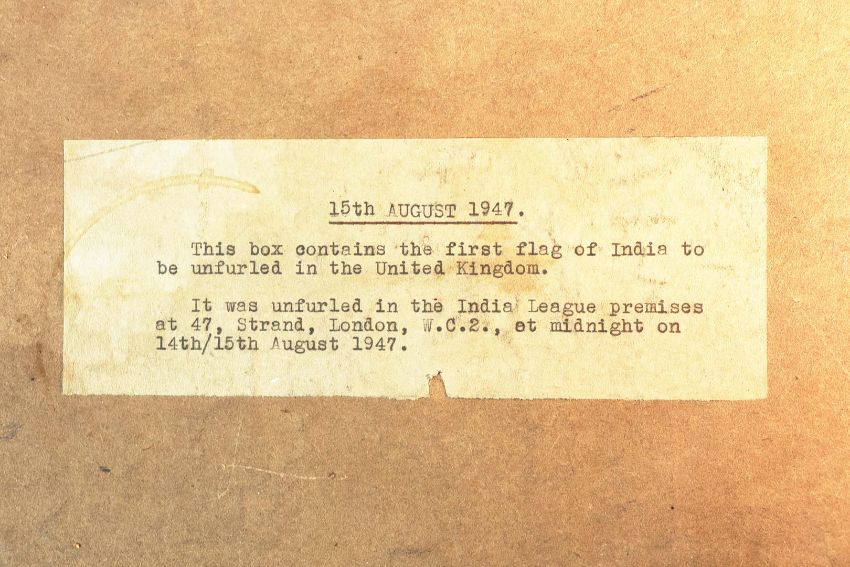 15th AUGUST 1947.
This box contains the first flag of India to
be unfurled in the United Kingdom.
It was unfurled in the India League premises
at 47, Strand, London, W.C.2., at midnight on
14th/15th August 1947.